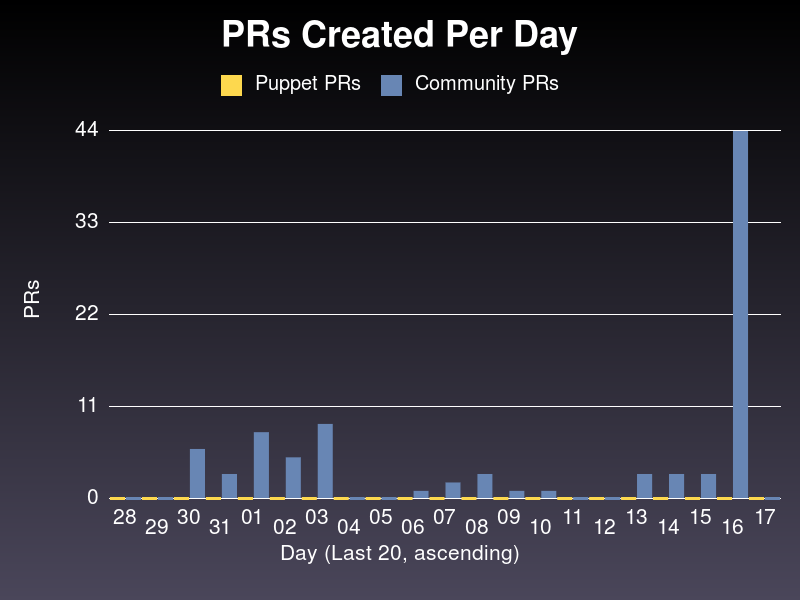 PRs Created Per Day
Puppet PRs Community PRs
44
33
22
11
0
PRs
28 29 30 31 01 02 03 04 05 06 07 08 09 10 11 12 13 14 15 16 17
Day (Last 20, ascending)